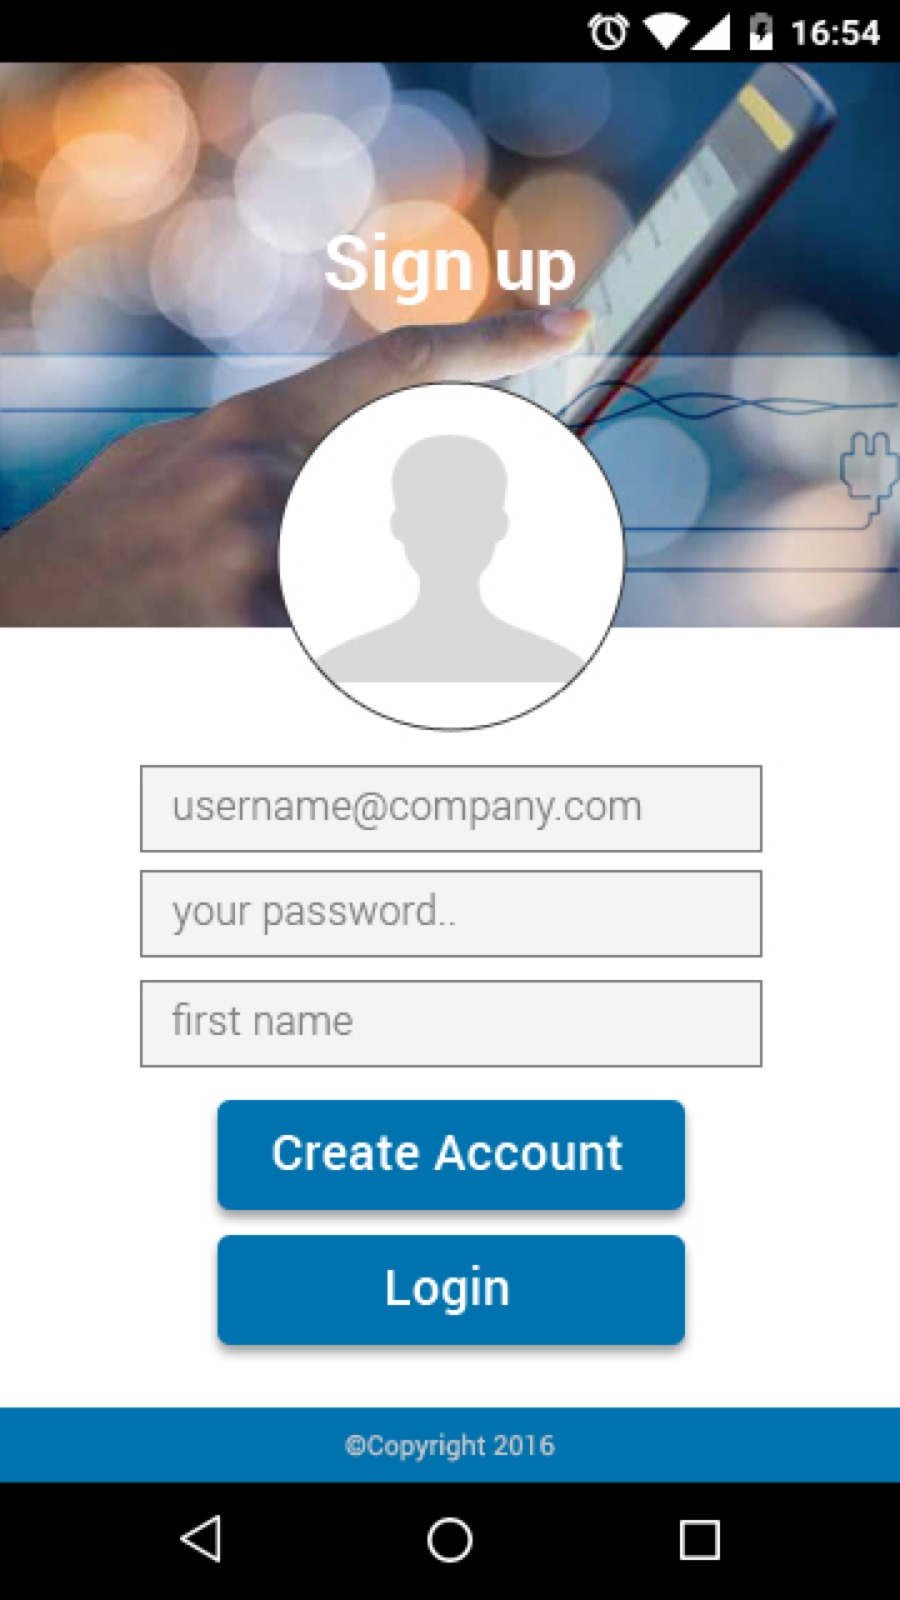 16:54
Sign up
username@company.com
your password..
first name
Create Account
Login
©Copyright 2016